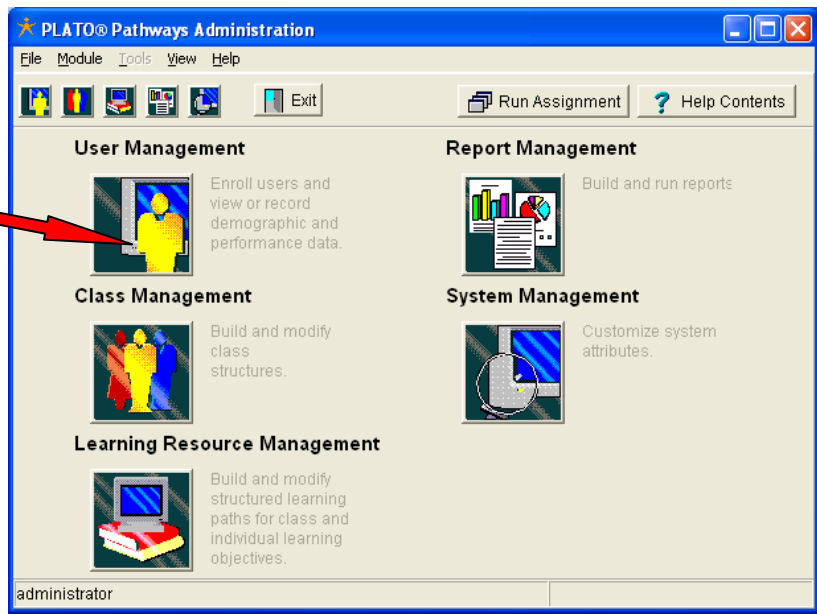 PLATO® Pathways Administration
File Module Tools View Help
Exit
Run Assignment
? Help Contents
User Management
Enroll users and
view or record
demographic and
performance data.
Report Management
Build and run reports
Class Management
Build and modify
class
structures.
System Management
Customize system
attributes.
Learning Resource Management
Build and modify
structured learning
paths for class and
individual learning
objectives.
administrator